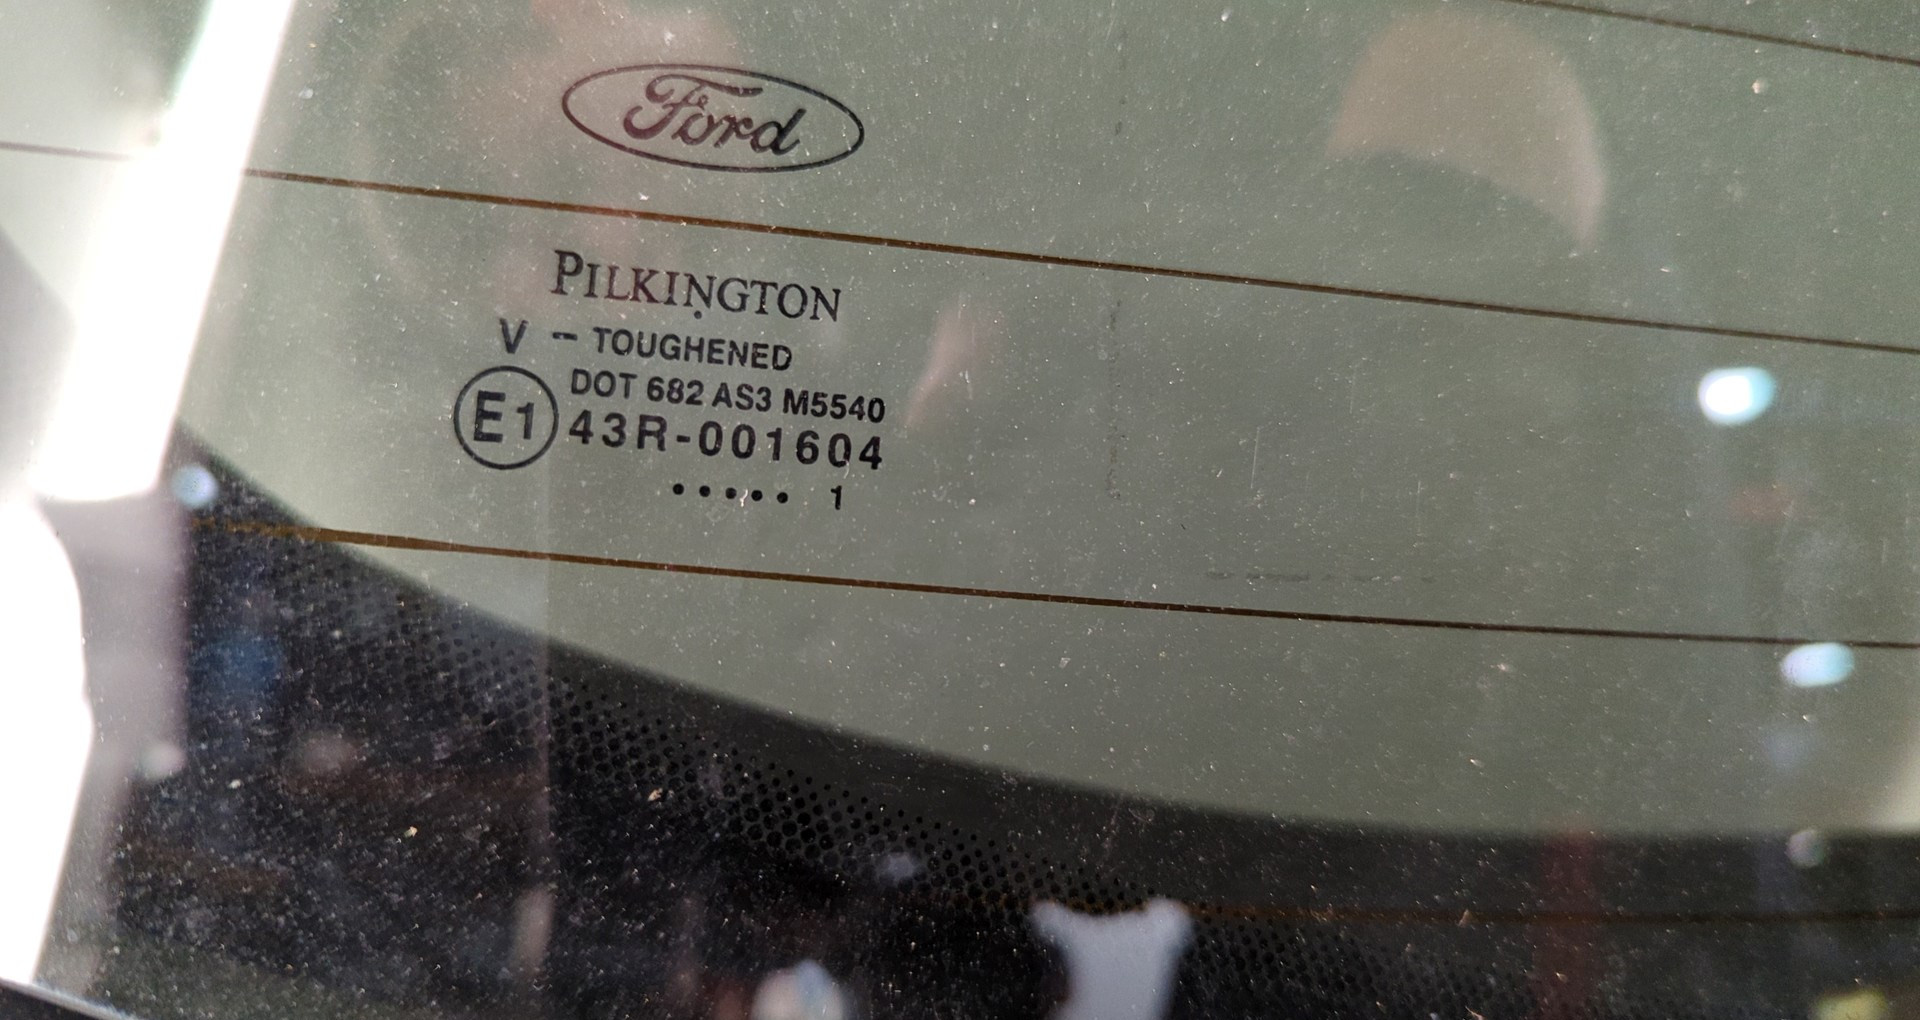 Ford
PILKINGTON
V - TOUGHENED
DOT 682 AS3 M5540
E1 43R-001604
••••• 1